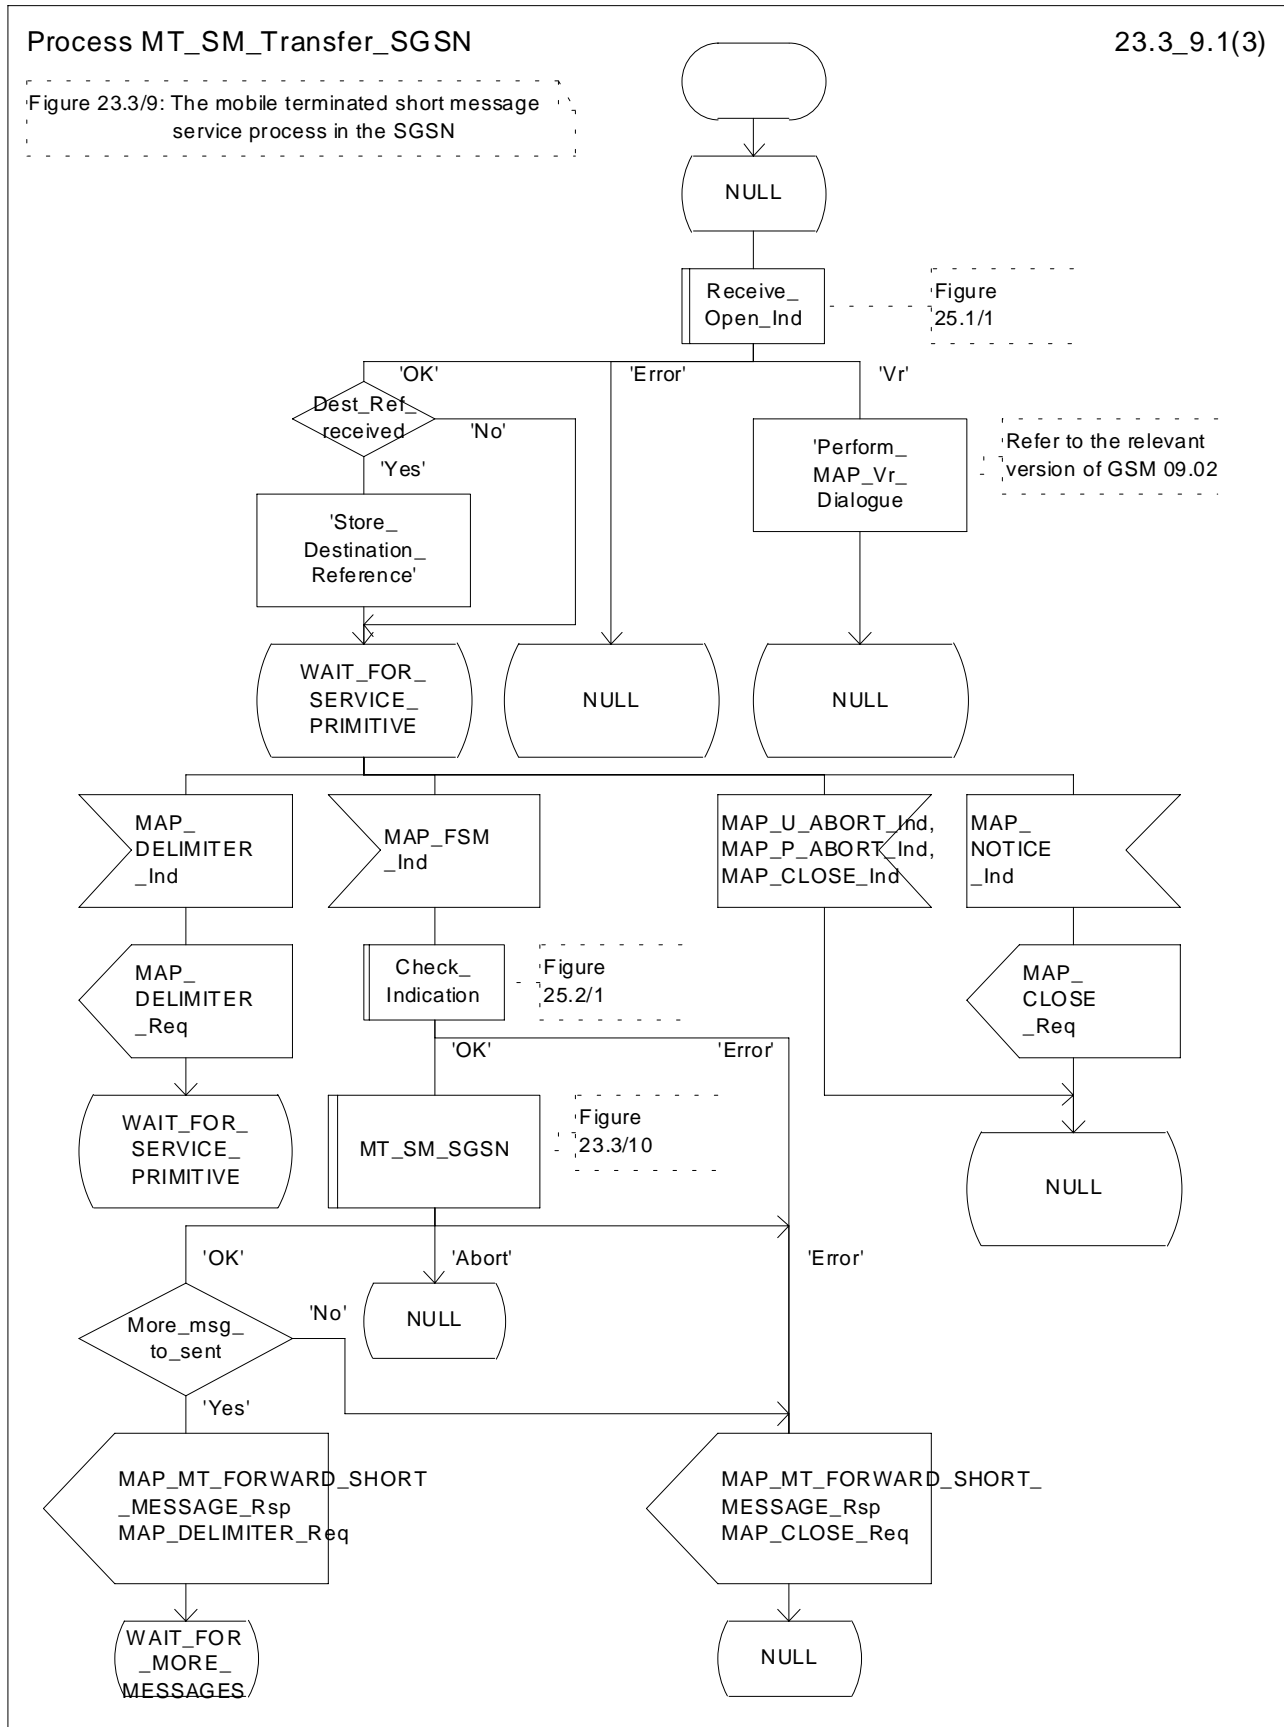 Process MT_SM_Transfer_SGSN
23.3_9.1(3)
Figure 23.3/9: The mobile terminated short message
service process in the SGSN
NULL
Receive_
Open_Ind
Figure
25.1/1
'OK'
'Error'
'Vr'
Dest_Ref_
received
'No'
'Yes'
'Perform_
MAP_Vr_
Dialogue
Refer to the relevant
version of GSM 09.02
'Store_
Destination_
Reference'
WAIT_FOR_
SERVICE_
PRIMITIVE
NULL
NULL
MAP_
DELIMITER
_Ind
MAP_FSM
_Ind
MAP_U_ABORT_Ind,
MAP_P_ABORT_Ind,
MAP_CLOSE_Ind
MAP_
NOTICE
_Ind
MAP_
DELIMITER
_Req
Check_
Indication
Figure
25.2/1
MAP_
CLOSE
_Req
'OK'
'Error'
WAIT_FOR_
SERVICE_
PRIMITIVE
MT_SM_SGSN
Figure
23.3/10
NULL
'OK'
'Abort'
'Error'
More_msg_
to_sent
'No'
NULL
'Yes'
MAP_MT_FORWARD_SHORT
_MESSAGE_Rsp
MAP_DELIMITER_Req
MAP_MT_FORWARD_SHORT_
MESSAGE_Rsp
MAP_CLOSE_Req
WAIT_FOR
_MORE_
MESSAGES
NULL